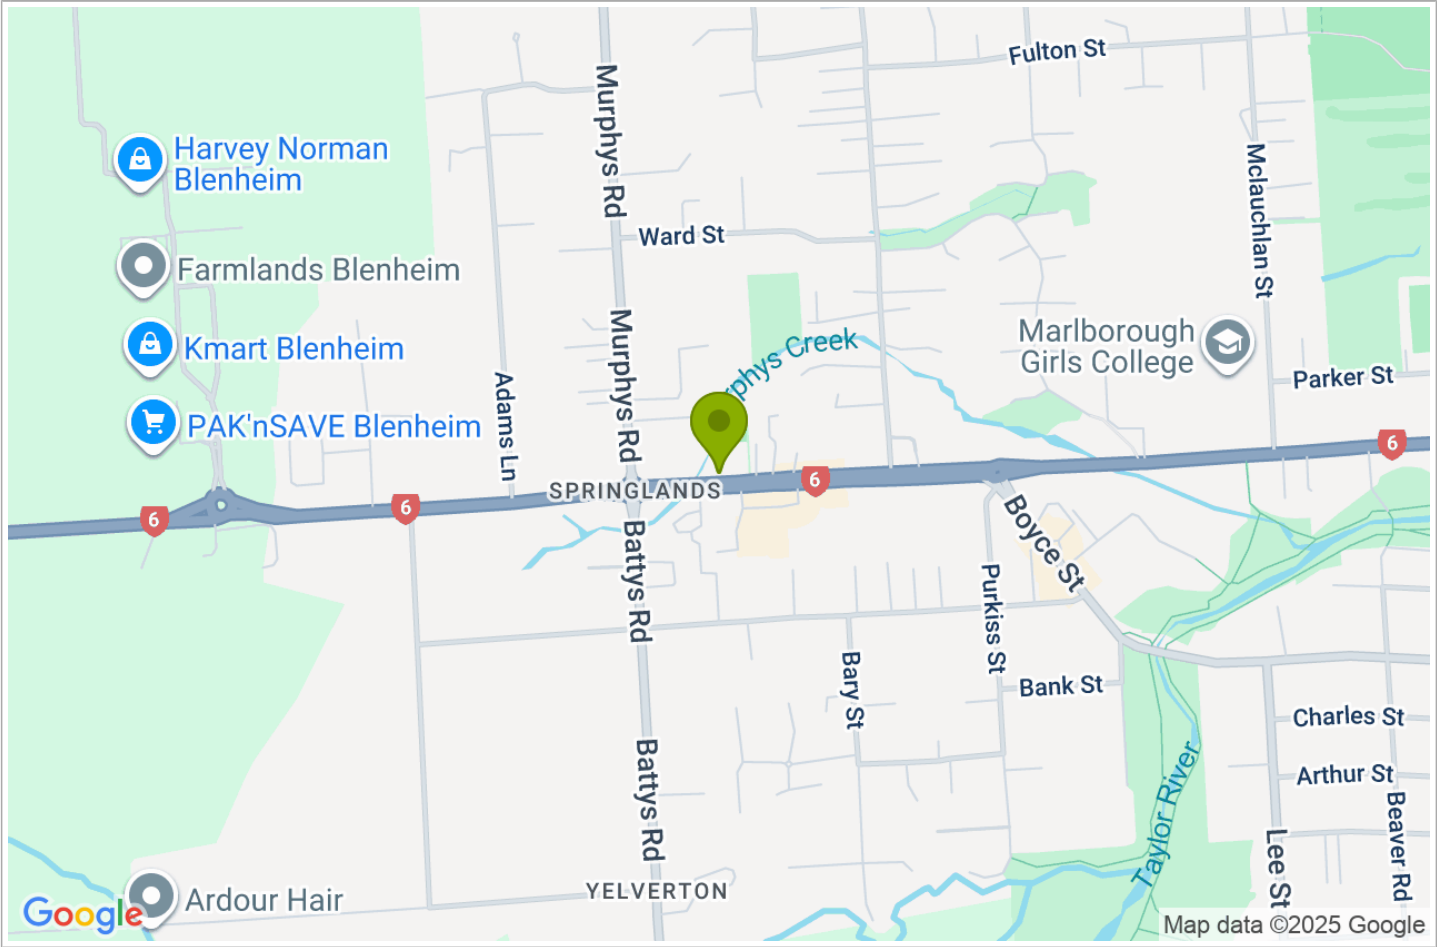 Fulton St
Murphys Rd
Harvey Norman
Blenheim
Mclauchlan St
Ward St
Farmlands Blenheim
Murphys Rd
Marlborough
Girls College
rphys Creek
Kmart Blenheim
Parker St
Adams Ln
PAK'nSAVE Blenheim
6
6
SPRINGLANDS
6
6
Boyce St
Battys Rd
Purkiss St
Bary St
Bank St
Charles St
Taylor River
Arthur St
Battys Rd
Beaver Rd
Lee St
YELVERTON
Ardour Hair
Google
Map data ©2025 Google